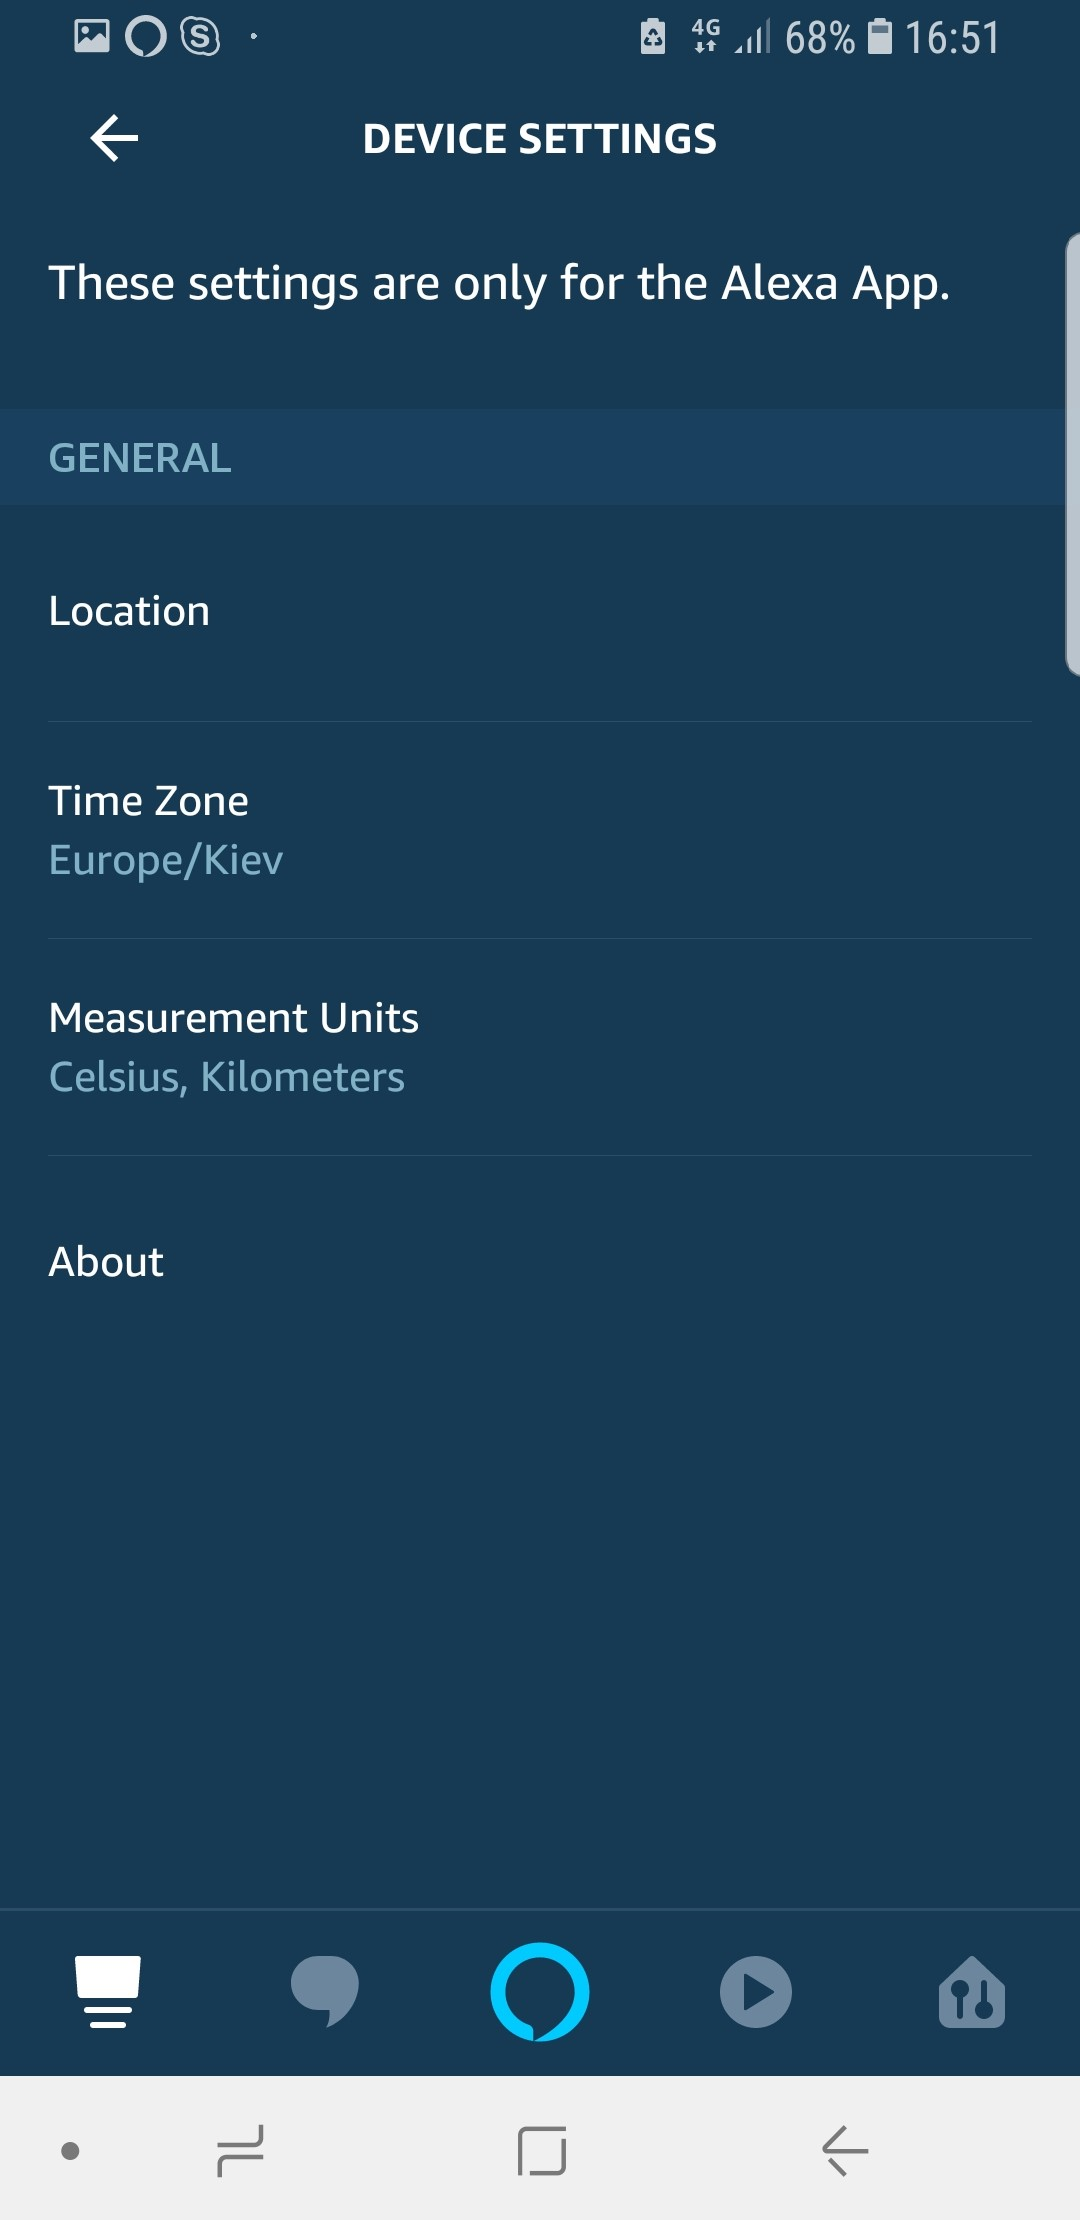 4G 68% 16:51
DEVICE SETTINGS
These settings are only for the Alexa App.
GENERAL
Location
Time Zone
Europe/Kiev
Measurement Units
Celsius, Kilometers
About